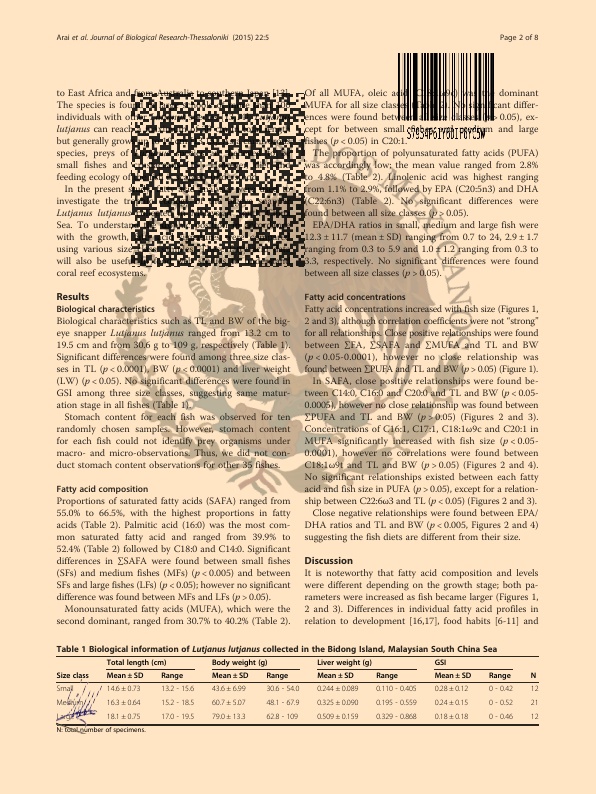 Arai et al. Journal of Biological Research-Thessaloniki (2015) 22:5
Page 2 of 8
to East Africa and from Australia to southern Japan [13].
The species is found
individuals with
lutjanus can reach
but generally grow
species, preys of
small fishes and
feeding ecology of
In the present
investigate the
Lutjanus lutjanus
Sea. To understand
with the growth,
using various size
will also be useful
coral reef ecosystems.
Results
Biological characteristics
Biological characteristics such as TL and BW of the big-
eye snapper Lutjanus lutjanus ranged from 13.2 cm to
19.5 cm and from 30.6 g to 109 g, respectively (Table 1).
Significant differences were found among three size clas-
ses in TL (p < 0.0001), BW (p < 0.0001) and liver weight
(LW) (p < 0.05). No significant differences were found in
GSI among three size classes, suggesting same matur-
ation stage in all fishes (Table 1).
Stomach content for each fish was observed for ten
randomly chosen samples. However, stomach content
for each fish could not identify prey organisms under
macro- and micro-observations. Thus, we did not con-
duct stomach content observations for other 35 fishes.
Fatty acid composition
Proportions of saturated fatty acids (SAFA) ranged from
55.0% to 66.5%, with the highest proportions in fatty
acids (Table 2). Palmitic acid (16:0) was the most com-
mon saturated fatty acid and ranged from 39.9% to
52.4% (Table 2) followed by C18:0 and C14:0. Significant
differences in ∑SAFA were found between small fishes
(SFs) and medium fishes (MFs) (p < 0.005) and between
SFs and large fishes (LFs) (p < 0.05); however no significant
difference was found between MFs and LFs (p > 0.05).
Monounsaturated fatty acids (MUFA), which were the
second dominant, ranged from 30.7% to 40.2% (Table 2).
Of all MUFA, oleic acid was dominant
MUFA for all size classes No significant differ-
ences were found between size classes (p > 0.05), ex-
cept for between small and medium and large
fishes (p < 0.05) in C20:1.
The proportion of polyunsaturated fatty acids (PUFA)
was accordingly low; the mean value ranged from 2.8%
to 4.8% (Table 2). Linolenic acid was highest ranging
from 1.1% to 2.9%, followed by EPA (C20:5n3) and DHA
(C22:6n3) (Table 2). No significant differences were
found between all size classes (p > 0.05).
EPA/DHA ratios in small, medium and large fish were
12.3 ± 11.7 (mean ± SD) ranging from 0.7 to 24, 2.9 ± 1.7
ranging from 0.3 to 5.9 and 1.0 ± 1.2 ranging from 0.3 to
3.3, respectively. No significant differences were found
between all size classes (p > 0.05).
Fatty acid concentrations
Fatty acid concentrations increased with fish size (Figures 1,
2 and 3), although correlation coefficients were not "strong"
for all relationships. Close positive relationships were found
between ∑FA, ∑SAFA and ∑MUFA and TL and BW
(p < 0.05-0.0001), however no close relationship was
found between ∑PUFA and TL and BW (p > 0.05) (Figure 1).
In SAFA, close positive relationships were found be-
tween C14:0, C16:0 and C20:0 and TL and BW (p < 0.05-
0.0005), however no close relationship was found between
∑PUFA and TL and BW (p > 0.05) (Figures 2 and 3).
Concentrations of C16:1, C17:1, C18:1ω9c and C20:1 in
MUFA significantly increased with fish size (p < 0.05-
0.0001), however no correlations were found between
C18:1ω9t and TL and BW (p > 0.05) (Figures 2 and 4).
No significant relationships existed between each fatty
acid and fish size in PUFA (p > 0.05), except for a relation-
ship between C22:6ω3 and TL (p < 0.05) (Figures 2 and 3).
Close negative relationships were found between EPA/
DHA ratios and TL and BW (p < 0.005, Figures 2 and 4)
suggesting the fish diets are different from their size.
Discussion
It is noteworthy that fatty acid composition and levels
were different depending on the growth stage; both pa-
rameters were increased as fish became larger (Figures 1,
2 and 3). Differences in individual fatty acid profiles in
relation to development [16,17], food habits [6-11] and
Table 1 Biological information of Lutjanus lutjanus collected in the Bidong Island, Malaysian South China Sea
Total length (cm) Body weight (g) Liver weight (g) GSI
Size class Mean ± SD Range Mean ± SD Range Mean ± SD Range Mean ± SD Range N
Small 14.6 ± 0.73 13.2 - 15.6 43.6 ± 6.99 30.6 - 54.0 0.244 ± 0.089 0.110 - 0.405 0.28 ± 0.12 0 - 0.42 12
Medium 16.3 ± 0.64 15.2 - 18.5 60.7 ± 5.07 48.1 - 67.9 0.325 ± 0.090 0.195 - 0.559 0.24 ± 0.15 0 - 0.52 21
Large 18.1 ± 0.75 17.0 - 19.5 79.0 ± 13.3 62.8 - 109 0.509 ± 0.159 0.329 - 0.868 0.18 ± 0.18 0 - 0.46 12
N: total number of specimens.